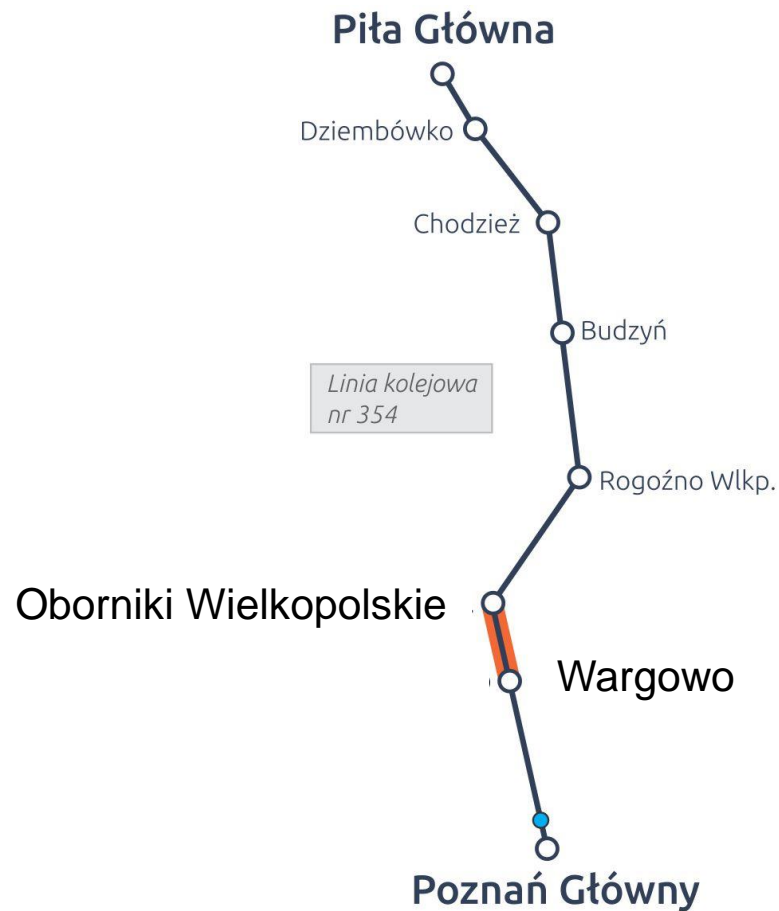 Piła Główna
Dziembówko
Chodzież
Budzyń
Linia kolejowa
nr 354
Rogoźno Wlkp.
Oborniki Wielkopolskie
Wargowo
Poznań Główny